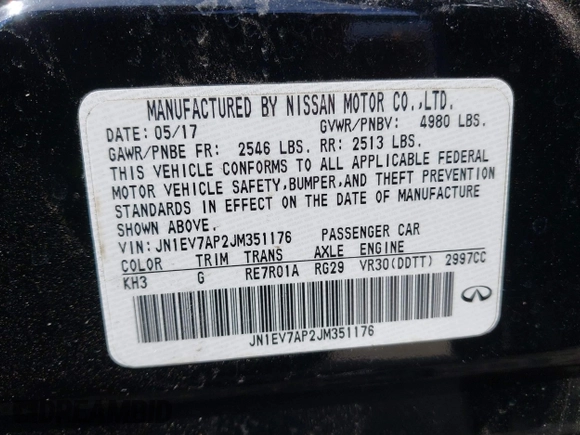 MANUFACTURED BY NISSAN MOTOR CO.,LTD.
DATE: 05/17 GVWR/PNBV: 4980 LBS.
GAWR/PNBE FR: 2546 LBS. RR: 2513 LBS.
THIS VEHICLE CONFORMS TO ALL APPLICABLE FEDERAL
MOTOR VEHICLE SAFETY,BUMPER,AND THEFT PREVENTION
STANDARDS IN EFFECT ON THE DATE OF MANUFACTURE
SHOWN ABOVE.
VIN: JN1EV7AP2JM351176 PASSENGER CAR
COLOR TRIM TRANS AXLE ENGINE
KH3 G RE7R01A RG29 VR30(DDTT) 2997CC
JN1EV7AP2JM351176
DREAMBID